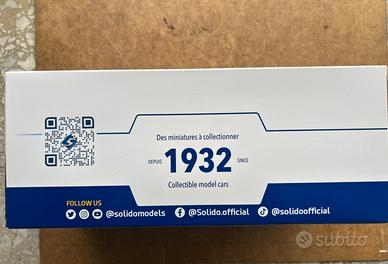 Des miniatures à collectionner
DEPUIS 1932 SINCE
Collectible model cars
FOLLOW US
@solidomodels @Solido.official @solidoofficial
subito